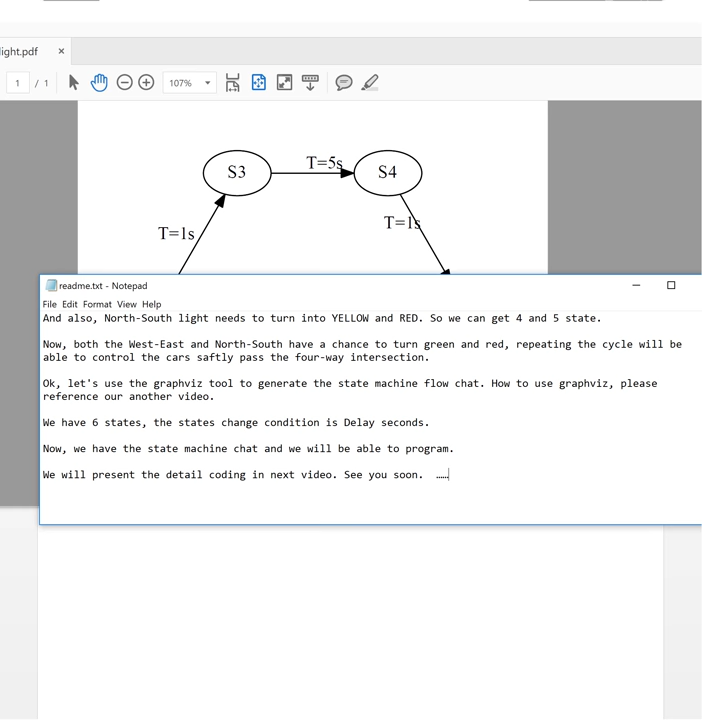 light.pdf ×
1 / 1 107%
S3 T=5s S4
T=1s
T=1s
readme.txt - Notepad
File Edit Format View Help
And also, North-South light needs to turn into YELLOW and RED. So we can get 4 and 5 state.
Now, both the West-East and North-South have a chance to turn green and red, repeating the cycle will be
able to control the cars saftly pass the four-way intersection.
Ok, let's use the graphviz tool to generate the state machine flow chat. How to use graphviz, please
reference our another video.
We have 6 states, the states change condition is Delay seconds.
Now, we have the state machine chat and we will be able to program.
We will present the detail coding in next video. See you soon. ……